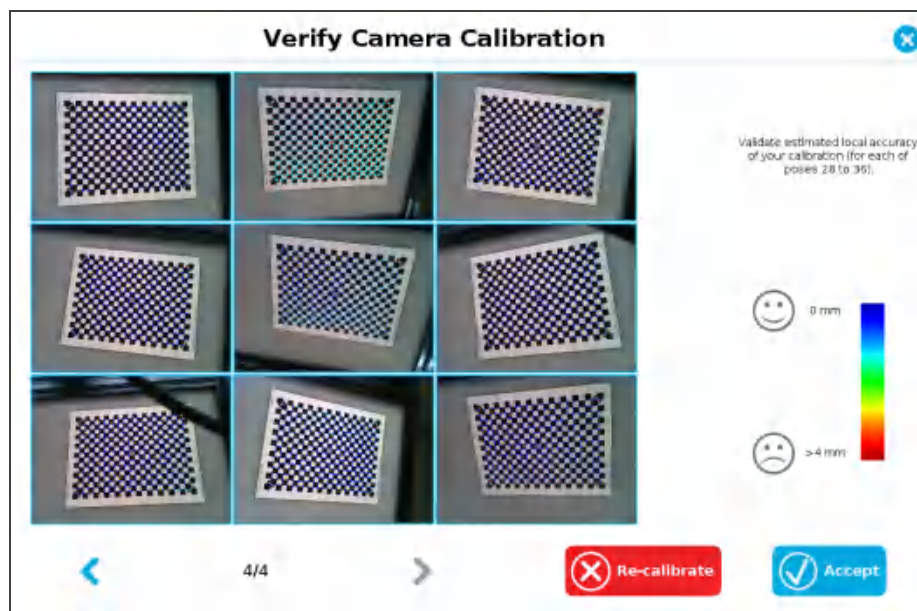 Verify Camera Calibration
Validate estimated local accuracy
of your calibration (for each of
poses 28 to 36).
0 mm
>4 mm
4/4
Re-calibrate
Accept